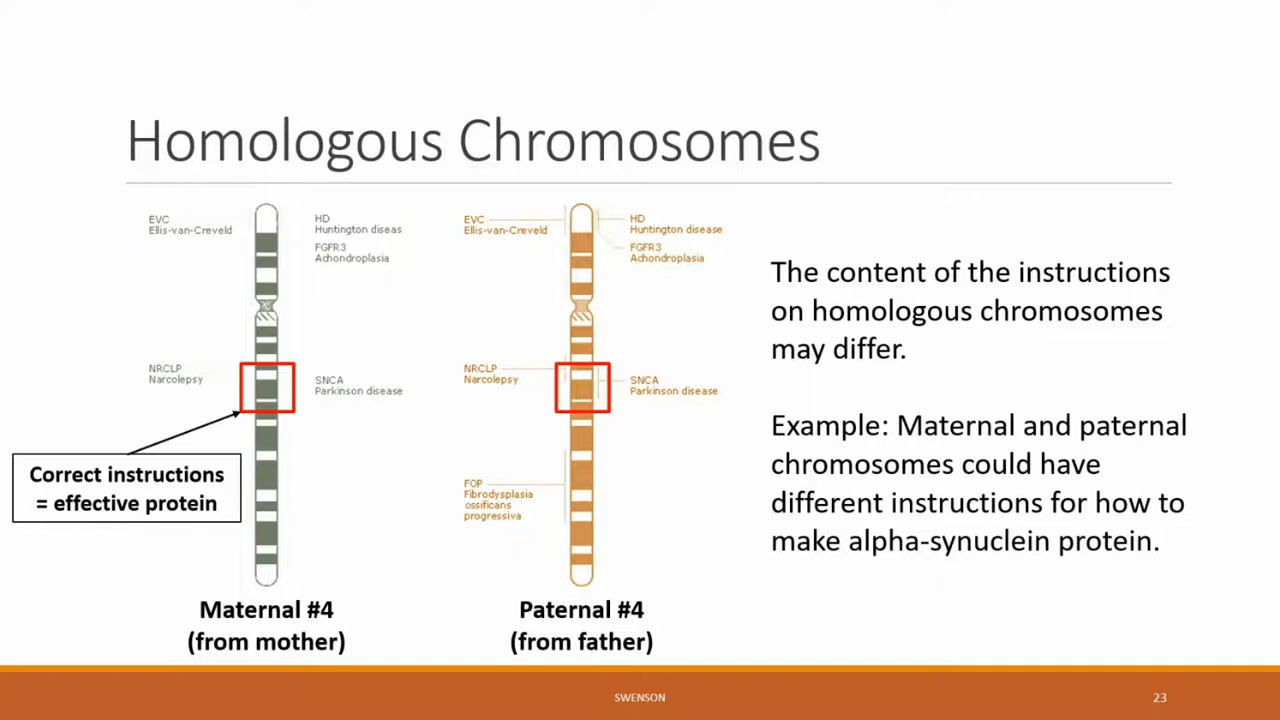 Homologous Chromosomes
EVC
Ellis-van-Creveld
HD
Huntington diseas
FGFR3
Achondroplasia
NRCLP
Narcolepsy
SNCA
Parkinson disease
Correct instructions
= effective protein
Maternal #4
(from mother)
EVC
Ellis-van-Creveld
HD
Huntington disease
FGFR3
Achondroplasia
NRCLP
Narcolepsy
SNCA
Parkinson disease
FOP
Fibrodysplasia
ossificans
progressiva
Paternal #4
(from father)
The content of the instructions
on homologous chromosomes
may differ.
Example: Maternal and paternal
chromosomes could have
different instructions for how to
make alpha-synuclein protein.
SWENSON
23